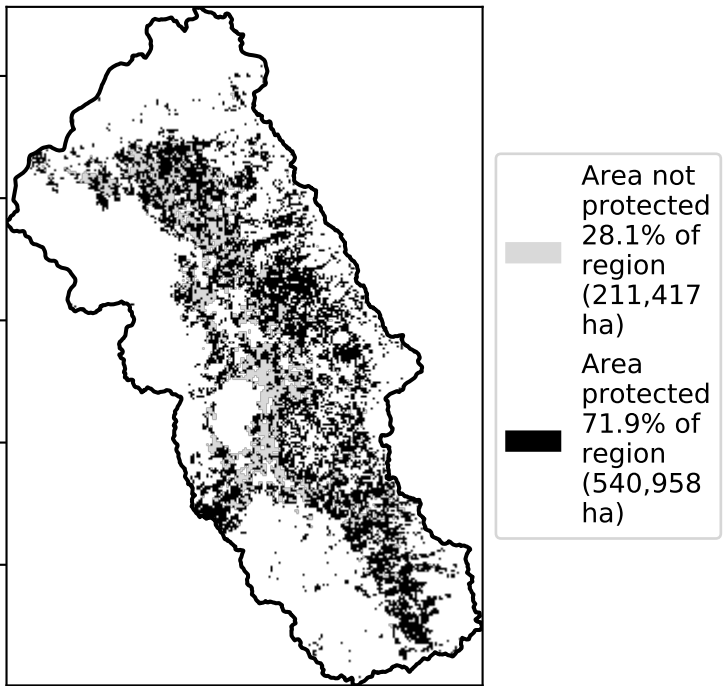 Area not
protected
28.1% of
region
(211,417
ha)
Area
protected
71.9% of
region
(540,958
ha)